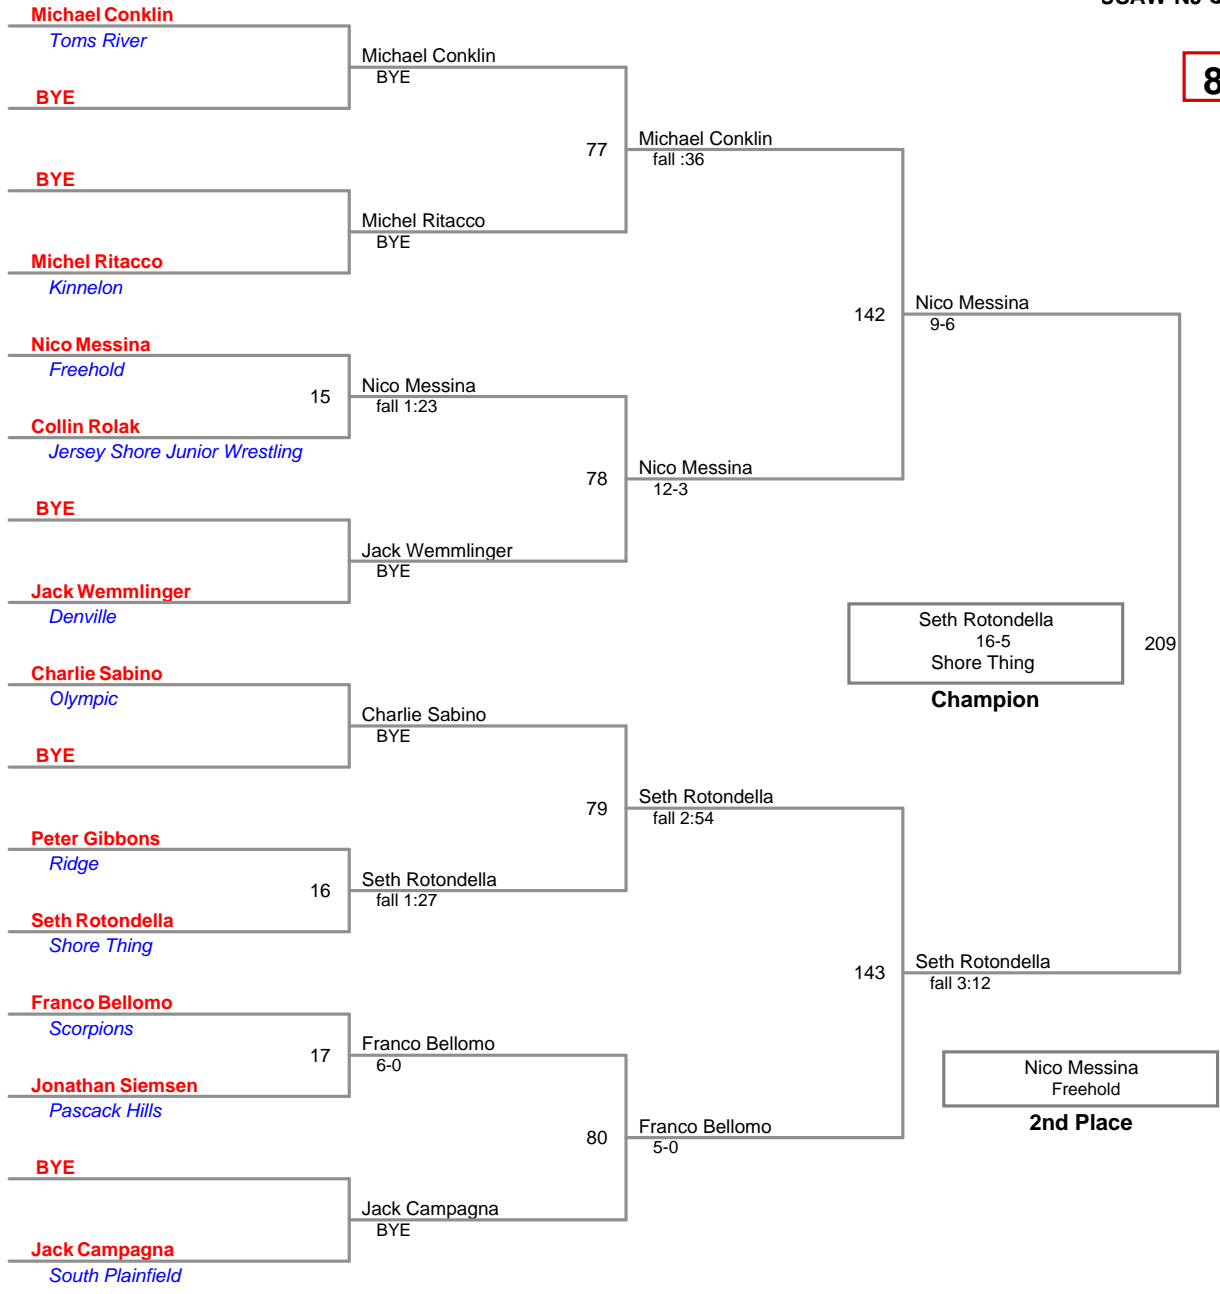 Michael Conklin
Toms River
BYE
BYE
Michel Ritacco
Kinnelon
Nico Messina
Freehold
15
Collin Rolak
Jersey Shore Junior Wrestling
BYE
Jack Wemmlinger
Denville
Charlie Sabino
Olympic
BYE
Peter Gibbons
Ridge
16
Seth Rotondella
Shore Thing
Franco Bellomo
Scorpions
17
Jonathan Siemsen
Pascack Hills
BYE
Jack Campagna
South Plainfield
Michael Conklin
BYE
77
Michel Ritacco
BYE
Nico Messina
fall 1:23
78
Jack Wemmlinger
BYE
Charlie Sabino
BYE
79
Seth Rotondella
fall 1:27
Franco Bellomo
6-0
80
Jack Campagna
BYE
Michael Conklin
fall :36
142
Nico Messina
12-3
Seth Rotondella
fall 2:54
143
Franco Bellomo
5-0
Nico Messina
9-6
209
Seth Rotondella
fall 3:12
Seth Rotondella
16-5
Shore Thing
Champion
Nico Messina
Freehold
2nd Place
8